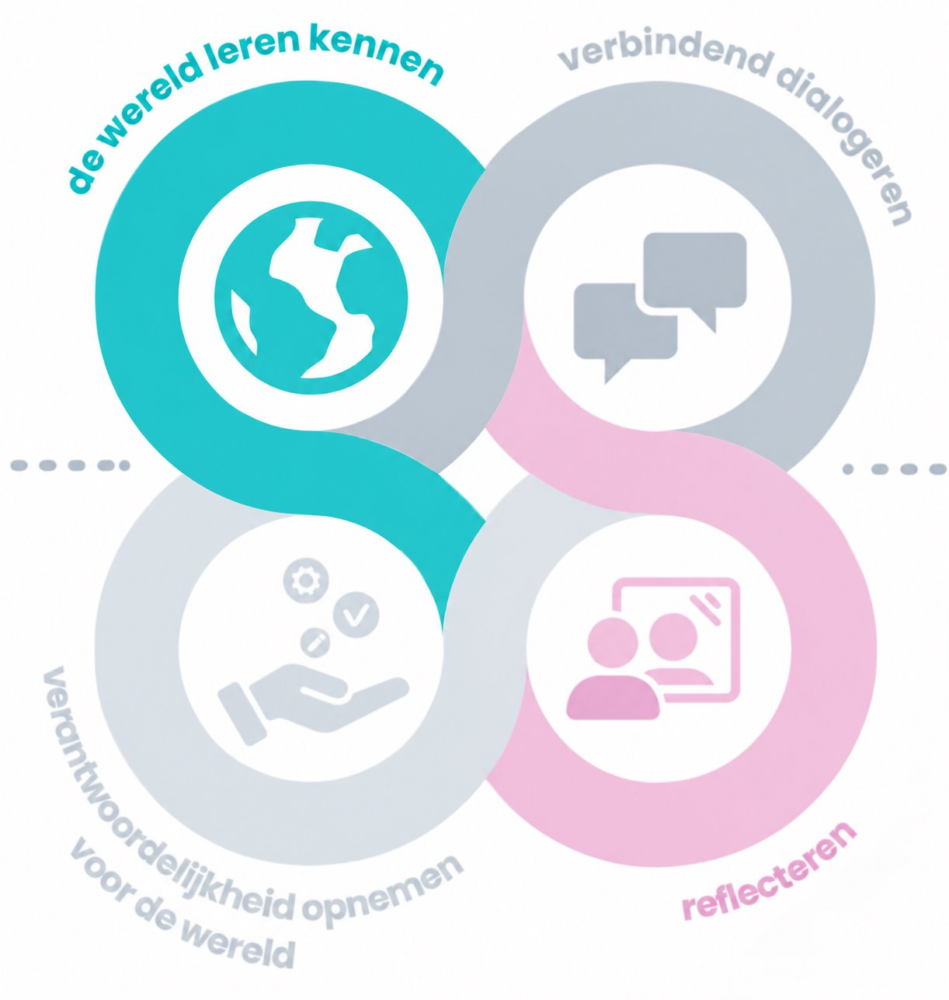 de wereld leren kennen
verbindend dialogeren
verantwoordelijkheid opnemen
voor de wereld
reflecteren